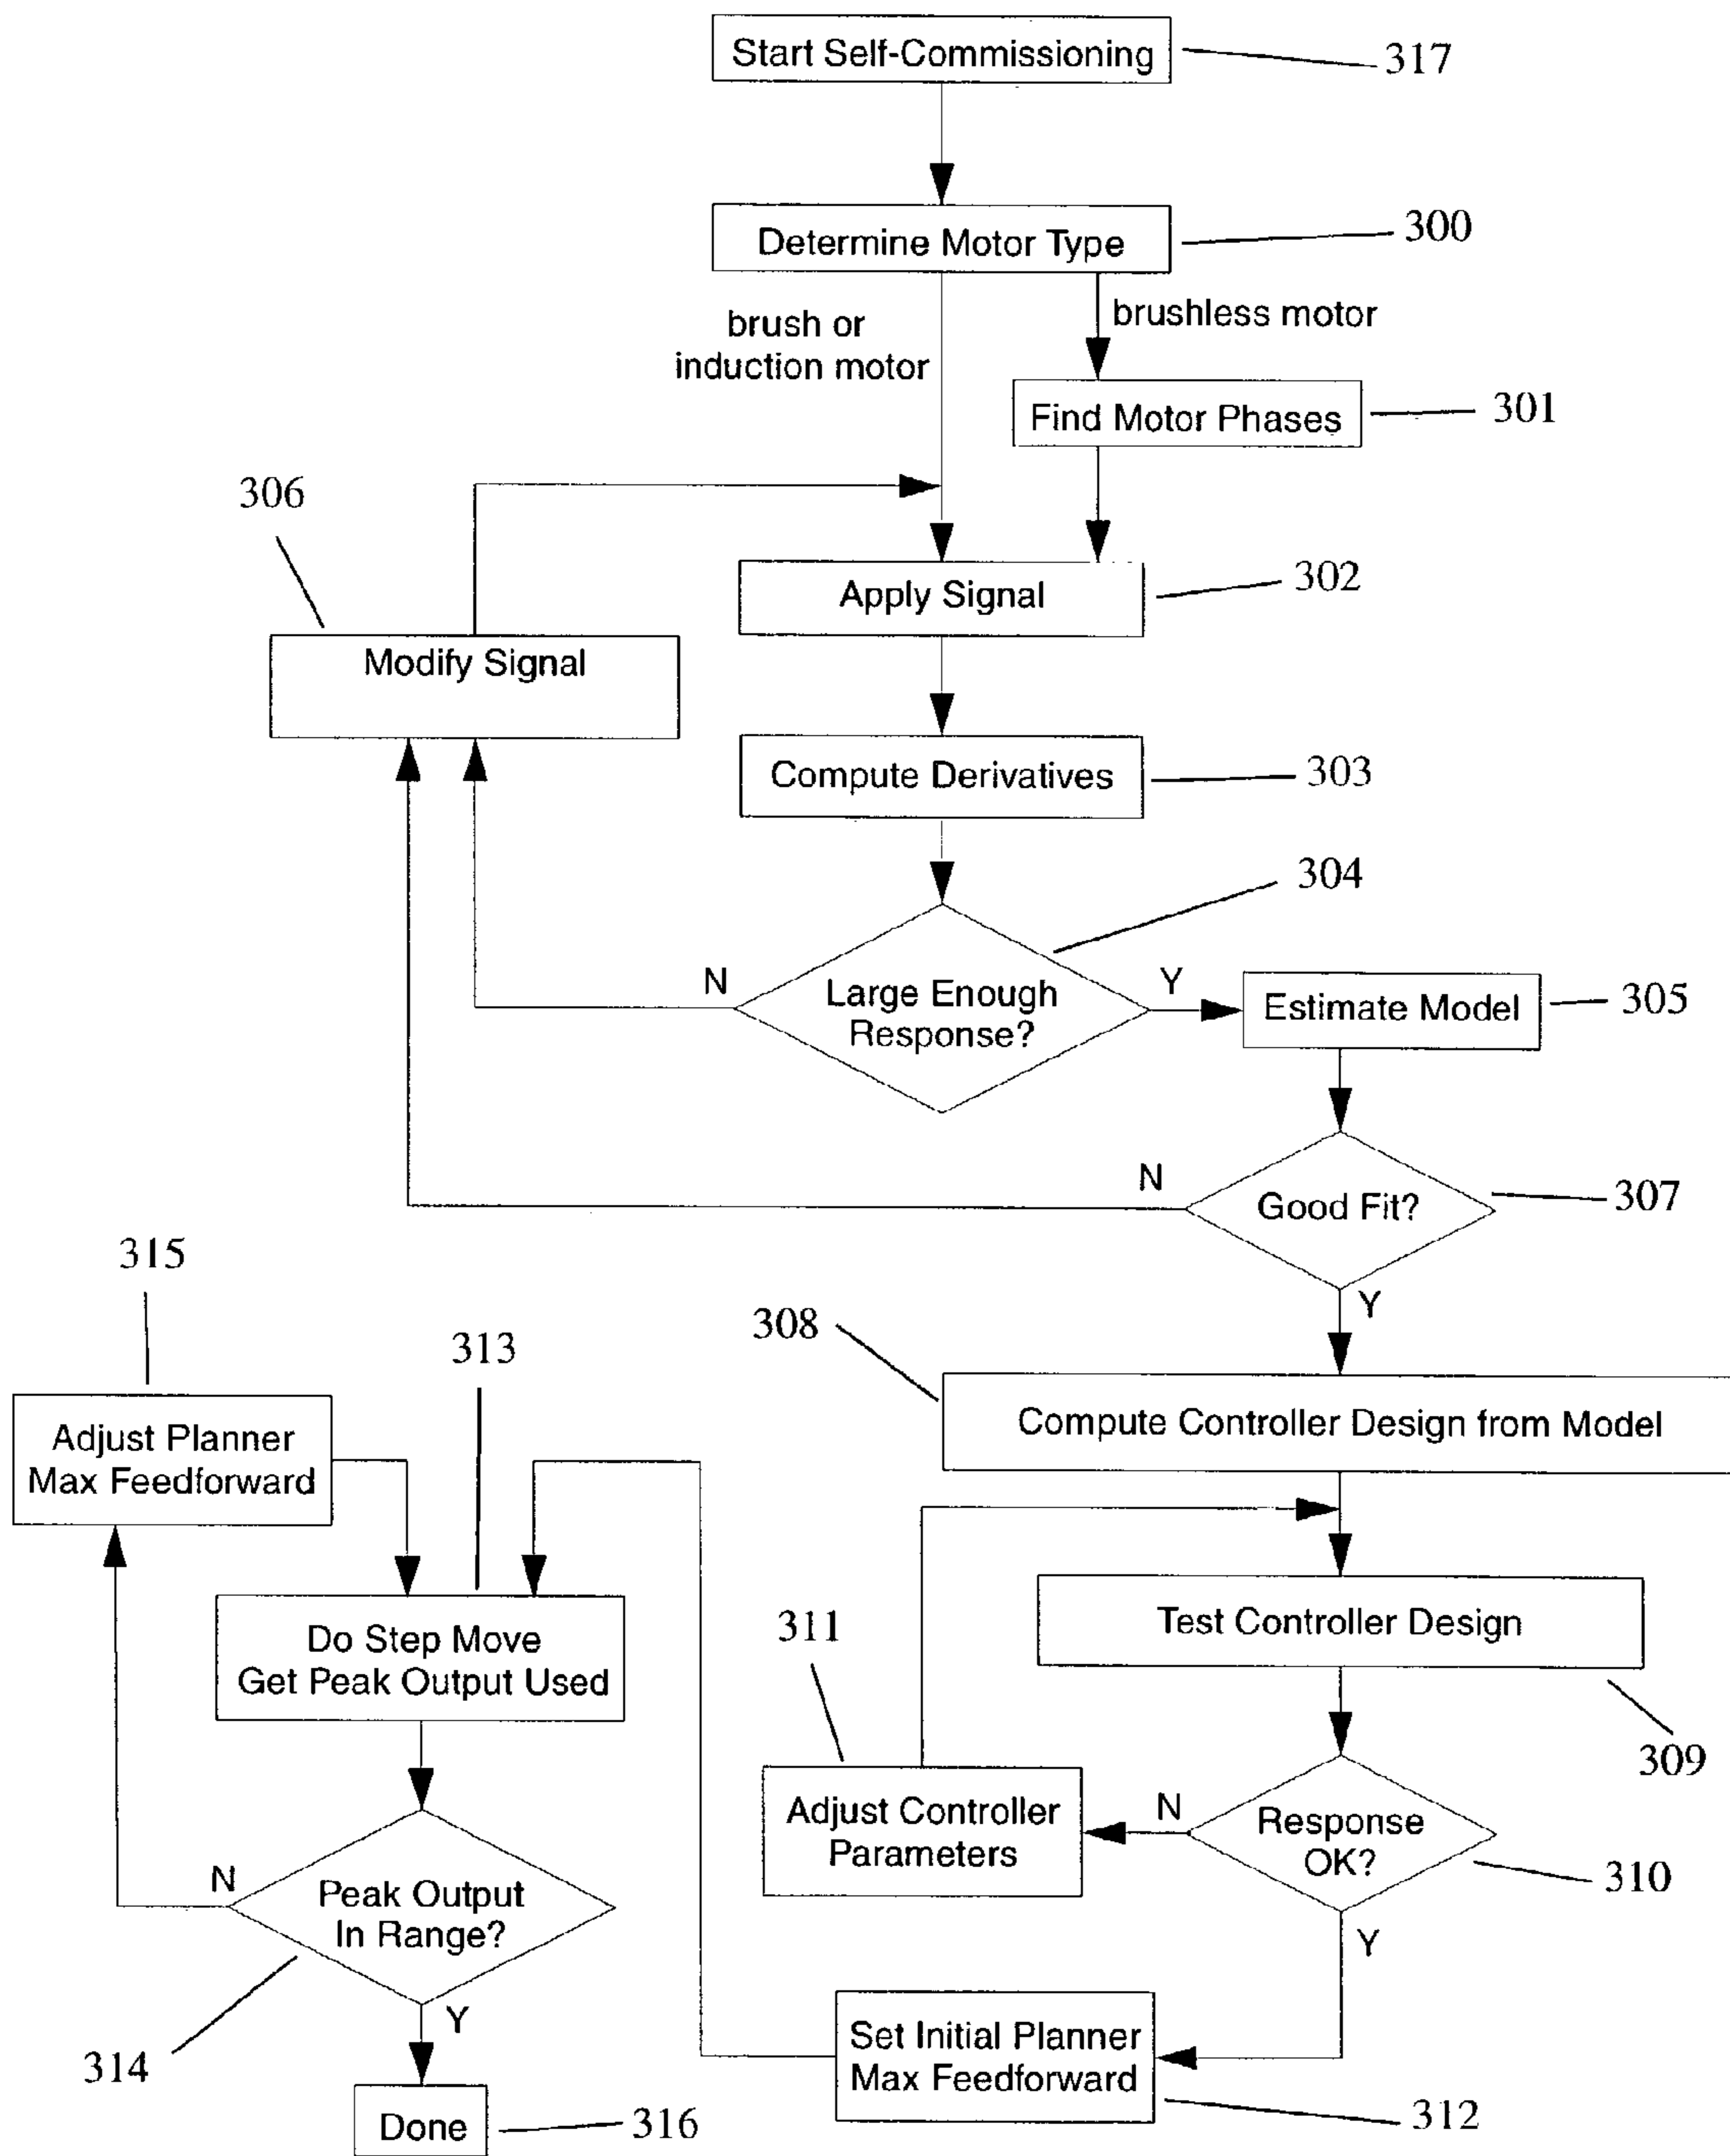 Start Self-Commissioning
317
Determine Motor Type
300
brush or
induction motor
brushless motor
Find Motor Phases
301
306
Apply Signal
302
Modify Signal
Compute Derivatives
303
304
N
Large Enough
Response?
Y
Estimate Model
305
N
Good Fit?
307
Y
315
313
308
Compute Controller Design from Model
Adjust Planner
Max Feedforward
Do Step Move
Get Peak Output Used
311
Test Controller Design
309
Adjust Controller
Parameters
N
Response
OK?
310
Y
N
Peak Output
In Range?
Y
314
Set Initial Planner
Max Feedforward
312
Done
316